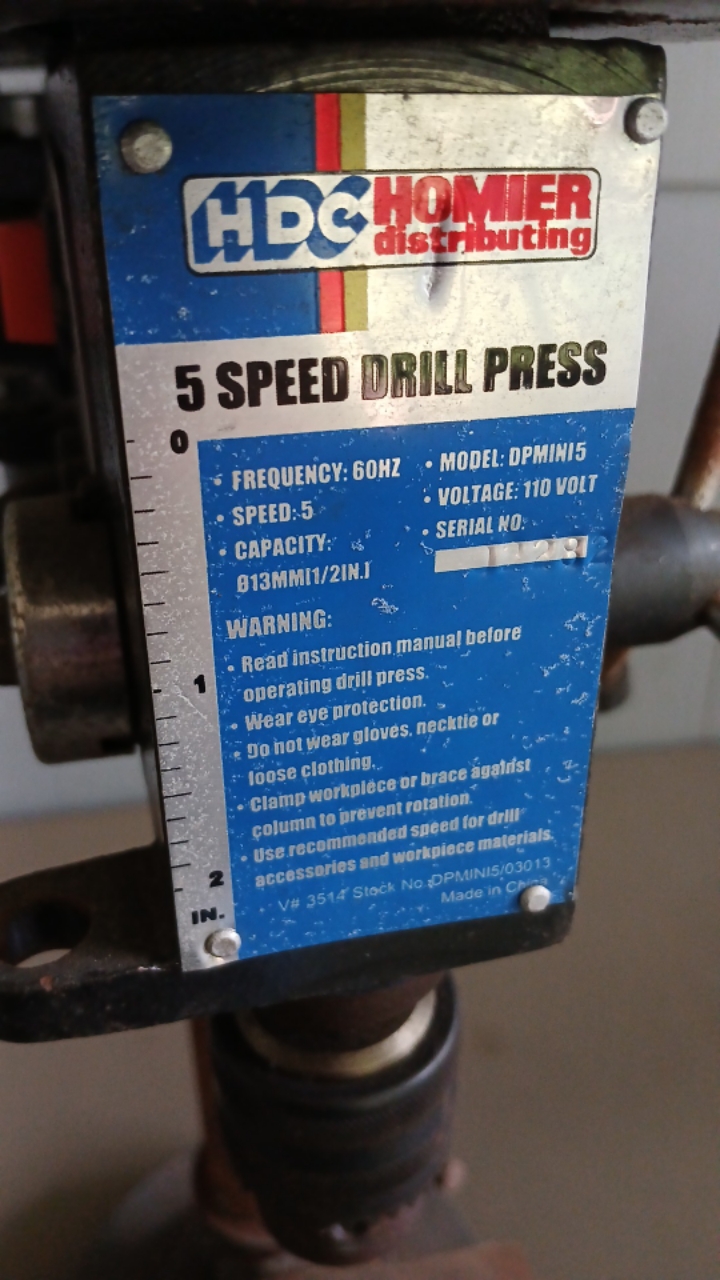 HDC HOMIER
distributing
5 SPEED DRILL PRESS
0
• FREQUENCY: 60HZ
• SPEED: 5
• CAPACITY:
Ø13MM[1/2IN.]
• MODEL: DPMINI5
• VOLTAGE: 110 VOLT
• SERIAL NO.
WARNING:
• Read instruction manual before
operating drill press.
• Wear eye protection.
• Do not wear gloves, necktie or
loose clothing.
• Clamp workpiece or brace against
column to prevent rotation.
• Use recommended speed for drill
accessories and workpiece materials.
V# 3514 Stock No.:DPMINI5/03013
Made in China
1
2
IN.